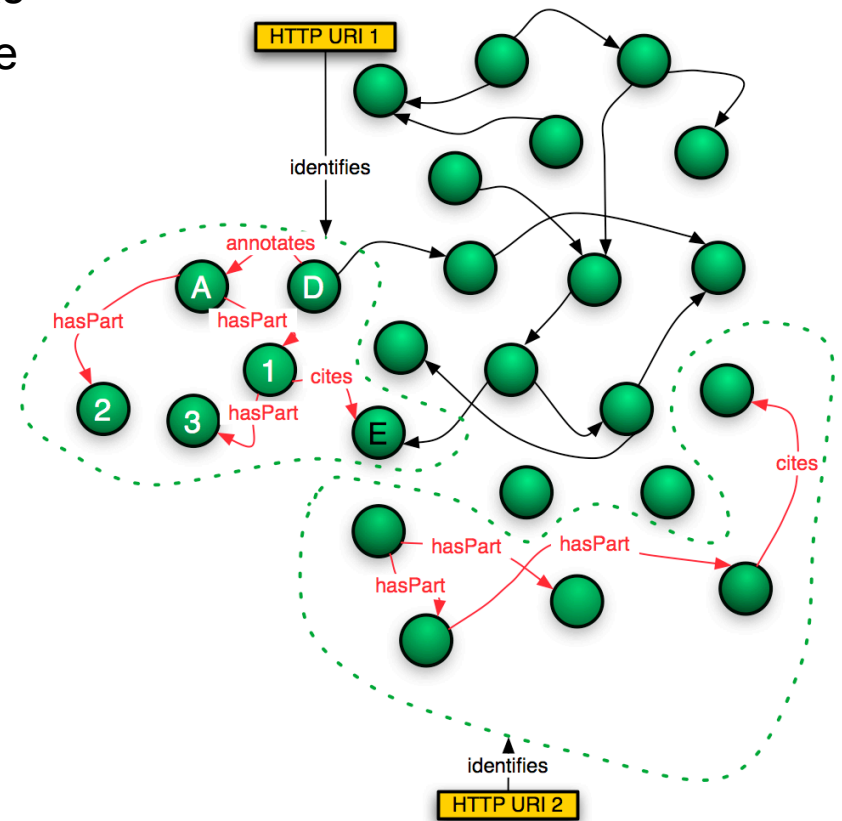 e
HTTP URI 1
identifies
annotates
A
D
hasPart
hasPart
1
cites
2
3
hasPart
E
cites
hasPart
hasPart
hasPart
identifies
HTTP URI 2